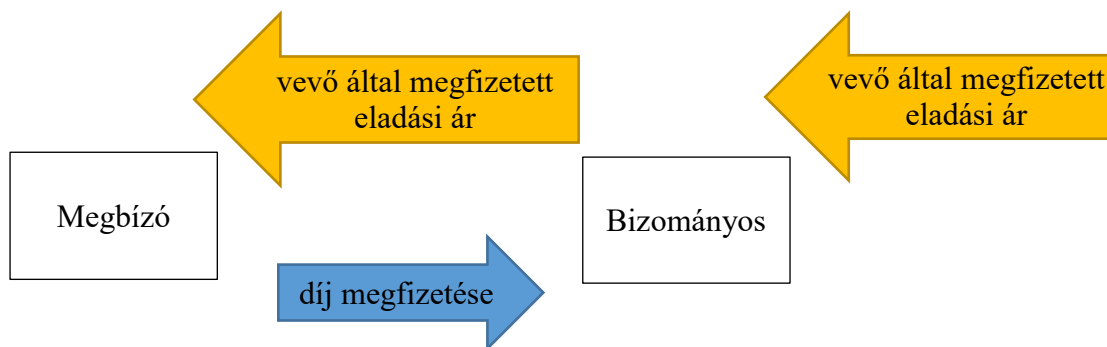 vevő által megfizetett
eladási ár
vevő által megfizetett
eladási ár
Megbízó
Bizományos
díj megfizetése